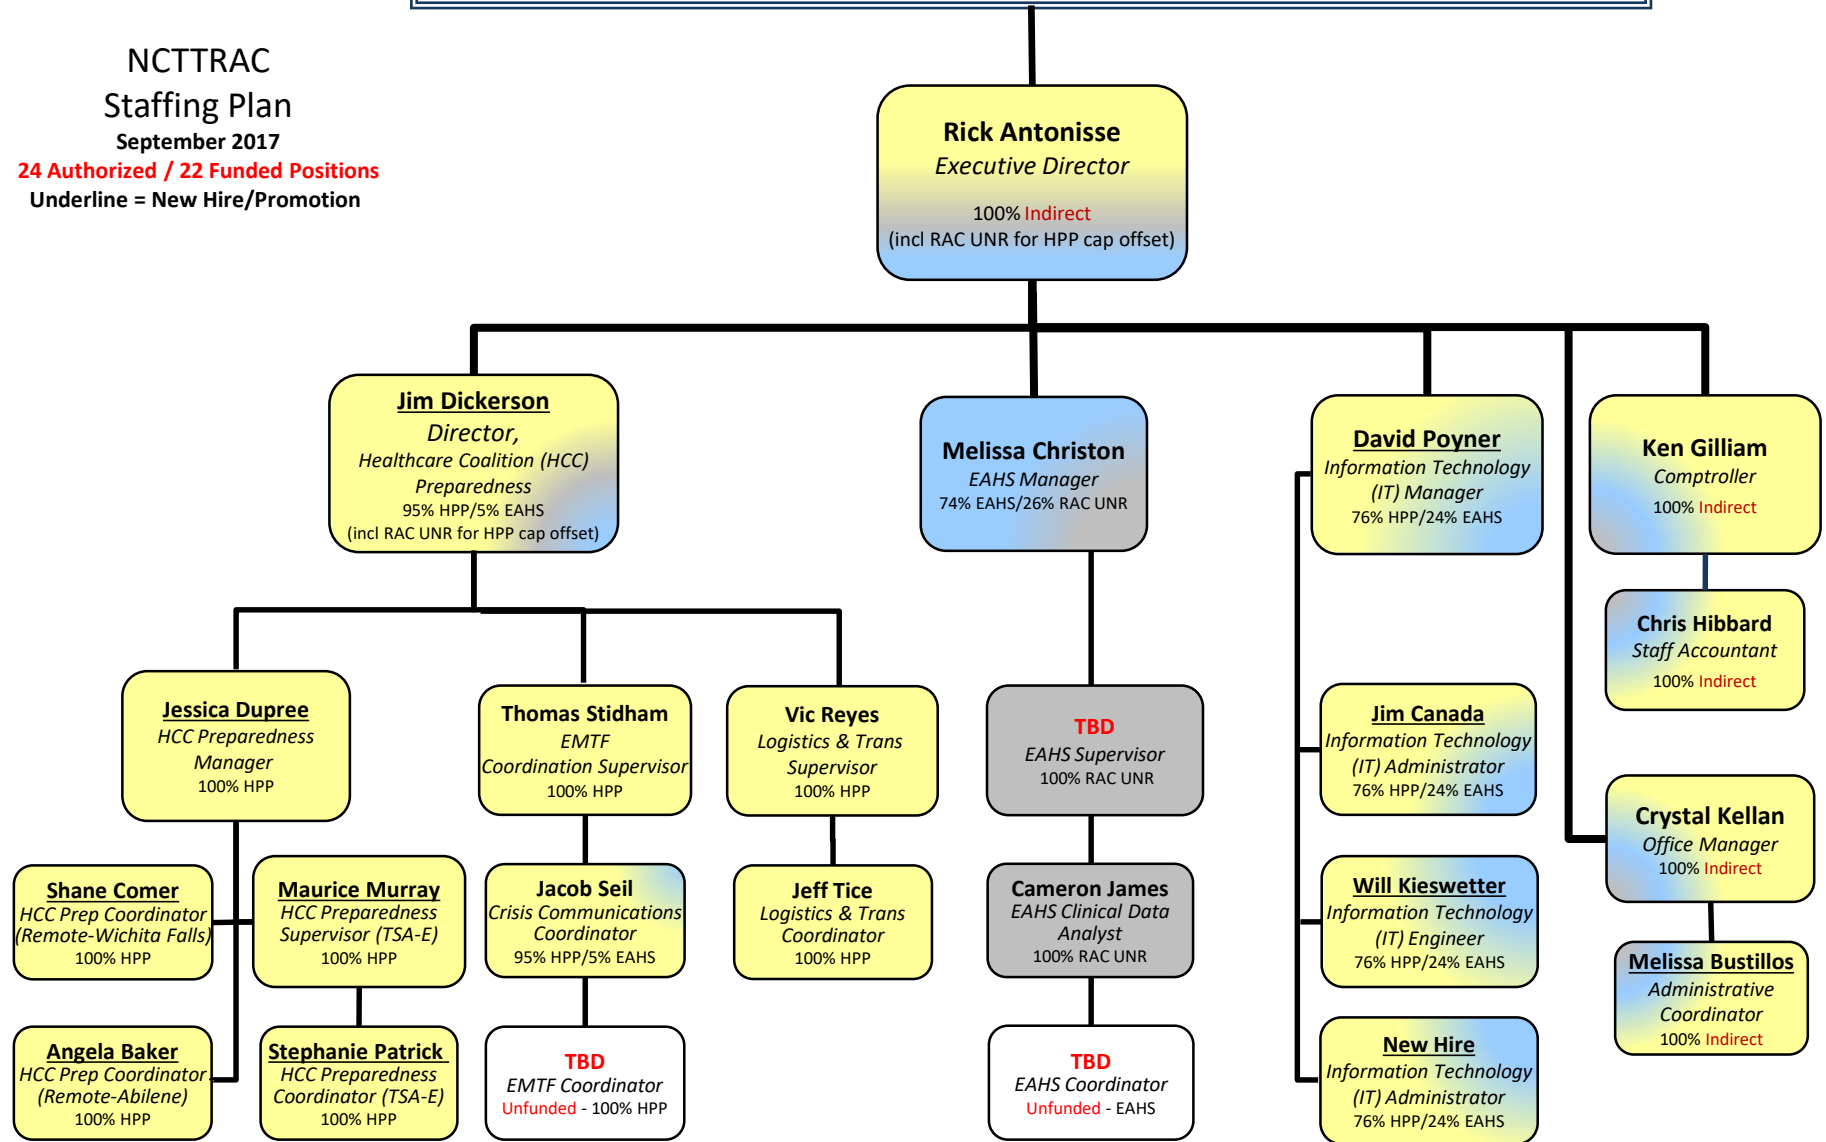 NCTTRAC
Staffing Plan
September 2017
24 Authorized / 22 Funded Positions
Underline = New Hire/Promotion
Rick Antonisse
Executive Director
100% Indirect
(incl RAC UNR for HPP cap offset)
Jim Dickerson
Director,
Healthcare Coalition (HCC)
Preparedness
95% HPP/5% EAHS
(incl RAC UNR for HPP cap offset)
Melissa Christon
EAHS Manager
74% EAHS/26% RAC UNR
David Poyner
Information Technology
(IT) Manager
76% HPP/24% EAHS
Ken Gilliam
Comptroller
100% Indirect
Chris Hibbard
Staff Accountant
100% Indirect
Jessica Dupree
HCC Preparedness
Manager
100% HPP
Thomas Stidham
EMTF
Coordination Supervisor
100% HPP
Vic Reyes
Logistics & Trans
Supervisor
100% HPP
TBD
EAHS Supervisor
100% RAC UNR
Jim Canada
Information Technology
(IT) Administrator
76% HPP/24% EAHS
Crystal Kellan
Office Manager
100% Indirect
Shane Comer
HCC Prep Coordinator
(Remote-Wichita Falls)
100% HPP
Maurice Murray
HCC Preparedness
Supervisor (TSA-E)
100% HPP
Jacob Seil
Crisis Communications
Coordinator
95% HPP/5% EAHS
Jeff Tice
Logistics & Trans
Coordinator
100% HPP
Cameron James
EAHS Clinical Data
Analyst
100% RAC UNR
Will Kieswetter
Information Technology
(IT) Engineer
76% HPP/24% EAHS
Melissa Bustillos
Administrative
Coordinator
100% Indirect
Angela Baker
HCC Prep Coordinator
(Remote-Abilene)
100% HPP
Stephanie Patrick
HCC Preparedness
Coordinator (TSA-E)
100% HPP
TBD
EMTF Coordinator
Unfunded - 100% HPP
TBD
EAHS Coordinator
Unfunded - EAHS
New Hire
Information Technology
(IT) Administrator
76% HPP/24% EAHS